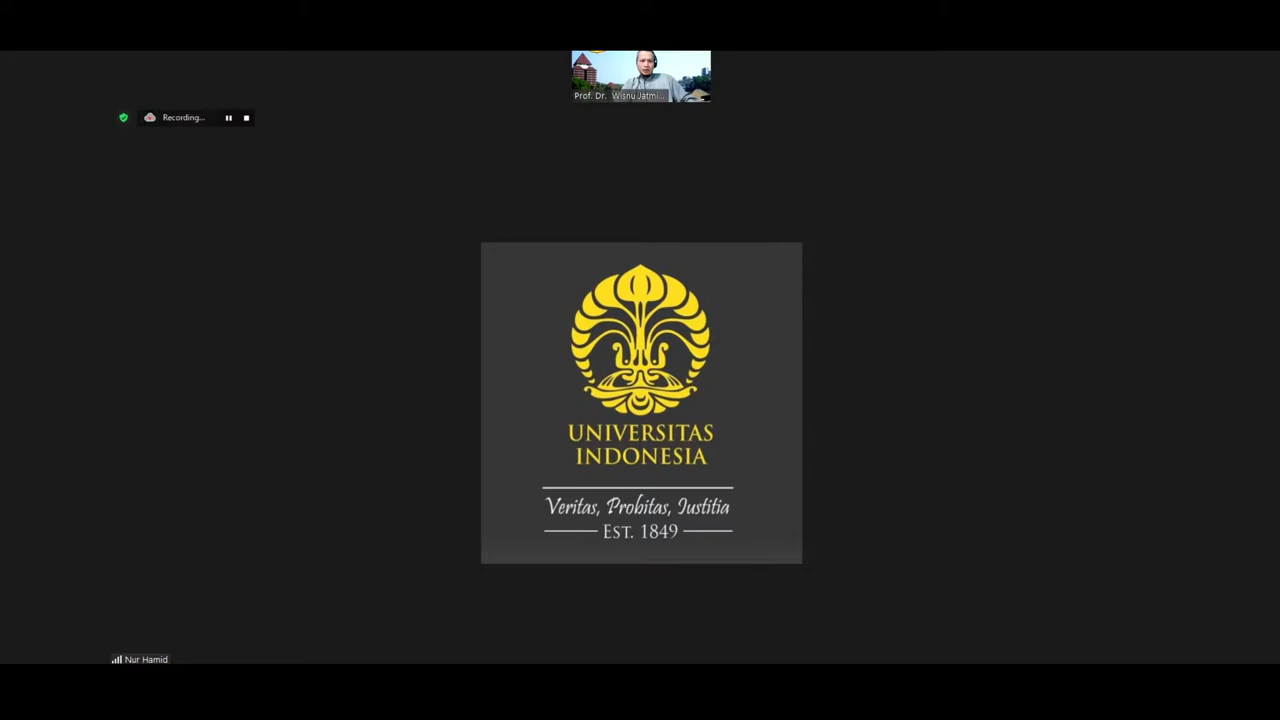 Prof. Dr. Wisnu Jatmi...
Recording...
UNIVERSITAS
INDONESIA
Veritas, Probitas, Iustitia
EST. 1849
Nur Hamid